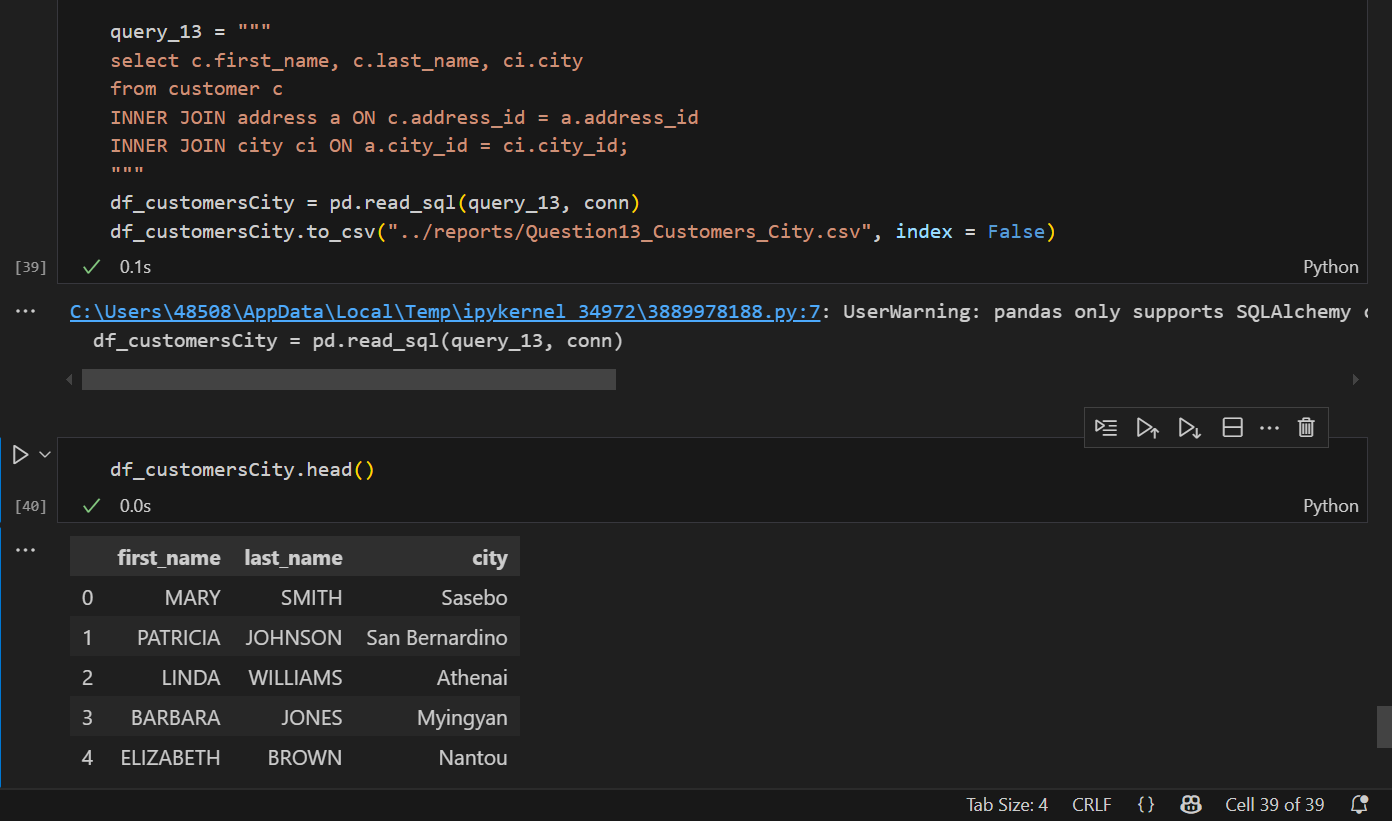 query_13 = """
select c.first_name, c.last_name, ci.city
from customer c
INNER JOIN address a ON c.address_id = a.address_id
INNER JOIN city ci ON a.city_id = ci.city_id;
"""
df_customersCity = pd.read_sql(query_13, conn)
df_customersCity.to_csv("../reports/Question13_Customers_City.csv", index = False)
[39] 0.1s Python
C:\Users\48508\AppData\Local\Temp\ipykernel_34972\3889978188.py:7: UserWarning: pandas only supports SQLAlchemy
df_customersCity = pd.read_sql(query_13, conn)
df_customersCity.head()
[40] 0.0s Python
first_name last_name city
0 MARY SMITH Sasebo
1 PATRICIA JOHNSON San Bernardino
2 LINDA WILLIAMS Athenai
3 BARBARA JONES Myingyan
4 ELIZABETH BROWN Nantou
Tab Size: 4 CRLF {} Cell 39 of 39